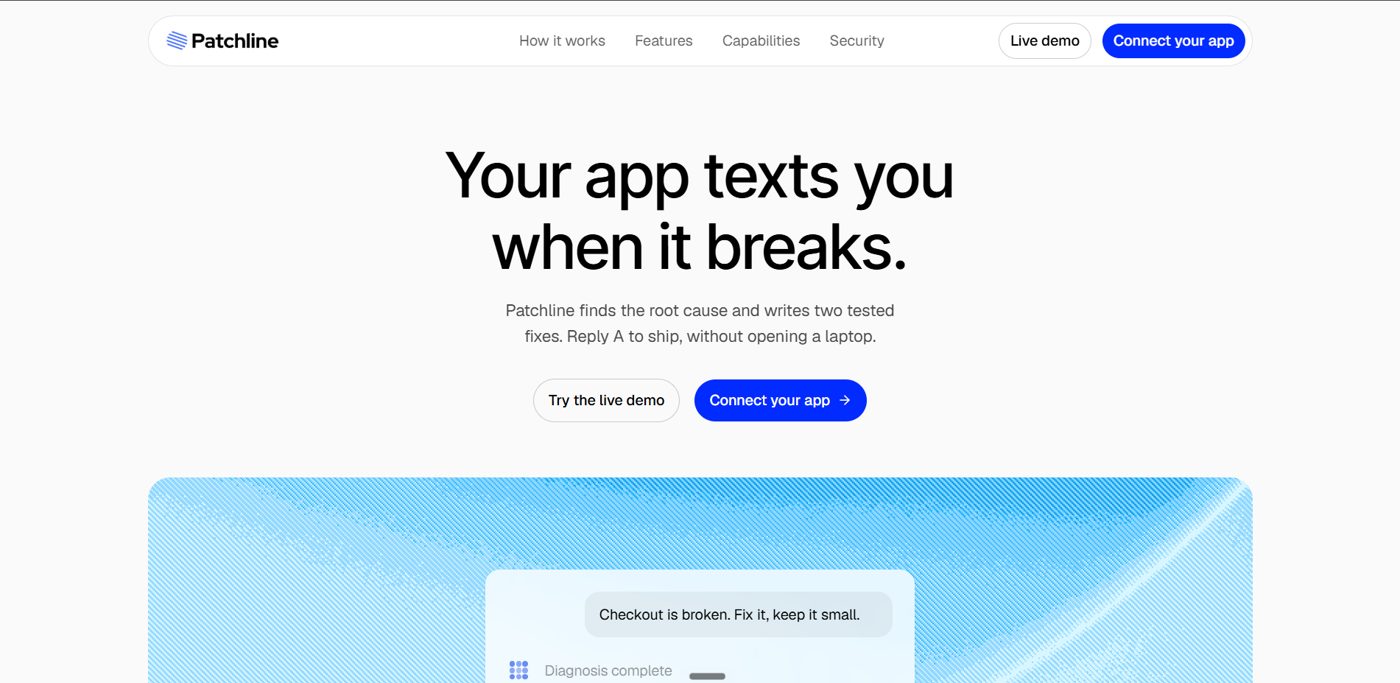 Patchline
How it works
Features
Capabilities
Security
Live demo
Connect your app
Your app texts you
when it breaks.
Patchline finds the root cause and writes two tested
fixes. Reply A to ship, without opening a laptop.
Try the live demo
Connect your app →
Checkout is broken. Fix it, keep it small.
Diagnosis complete